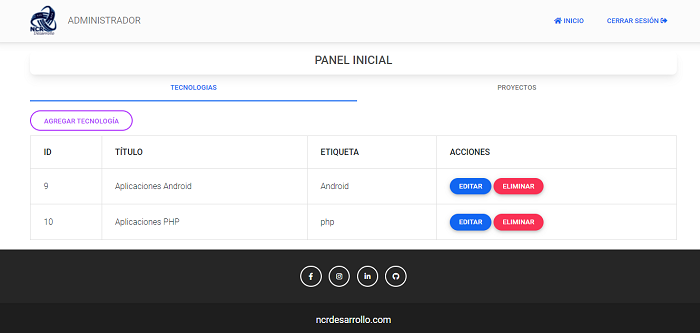 NCR
ADMINISTRADOR
INICIO
CERRAR SESIÓN
PANEL INICIAL
TECNOLOGIAS
PROYECTOS
AGREGAR TECNOLOGÍA
ID TÍTULO ETIQUETA ACCIONES
9 Aplicaciones Android Android EDITAR ELIMINAR
10 Aplicaciones PHP php EDITAR ELIMINAR
ncrdesarrollo.com